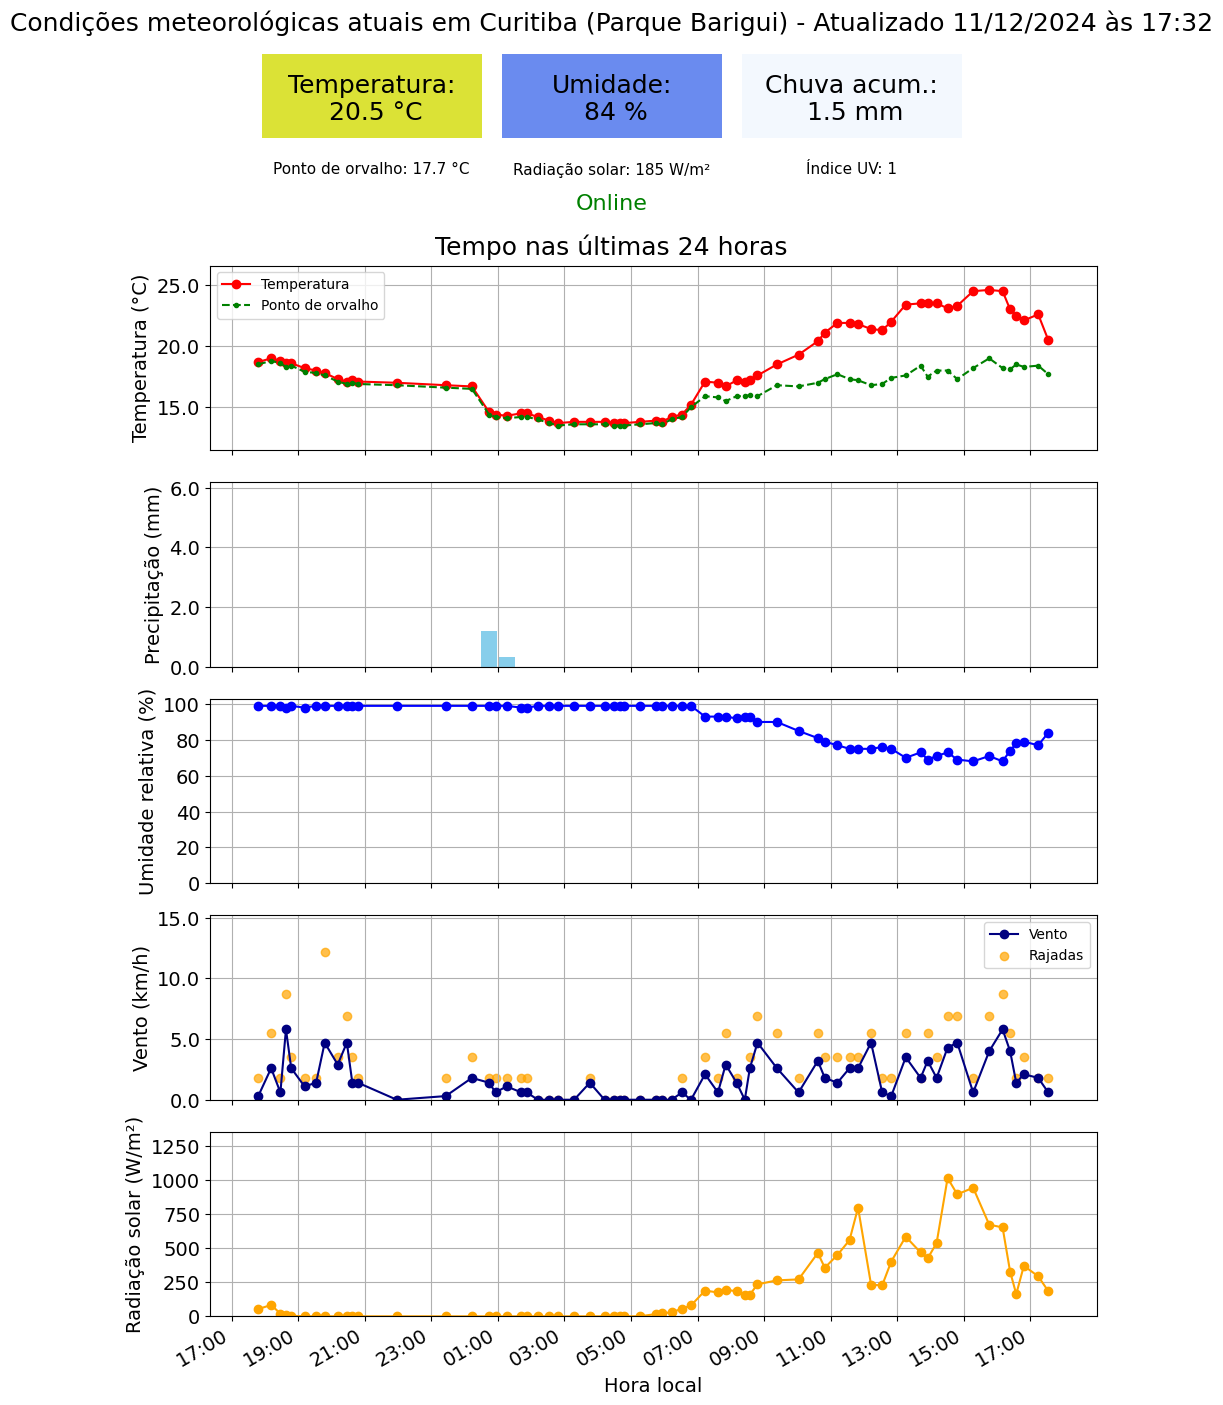 Condições meteorológicas atuais em Curitiba (Parque Barigui) - Atualizado 11/12/2024 às 17:32
Temperatura:
20.5 °C
Umidade:
84 %
Chuva acum.:
1.5 mm
Ponto de orvalho: 17.7 °C
Radiação solar: 185 W/m²
Índice UV: 1
Online
Tempo nas últimas 24 horas
Temperatura (°C)
25.0
20.0
15.0
Temperatura
Ponto de orvalho
Precipitação (mm)
6.0
4.0
2.0
0.0
Umidade relativa (%)
100
80
60
40
20
0
Vento (km/h)
15.0
10.0
5.0
0.0
Vento
Rajadas
Radiação solar (W/m²)
1250
1000
750
500
250
0
17:00
19:00
21:00
23:00
01:00
03:00
05:00
07:00
09:00
11:00
13:00
15:00
17:00
Hora local